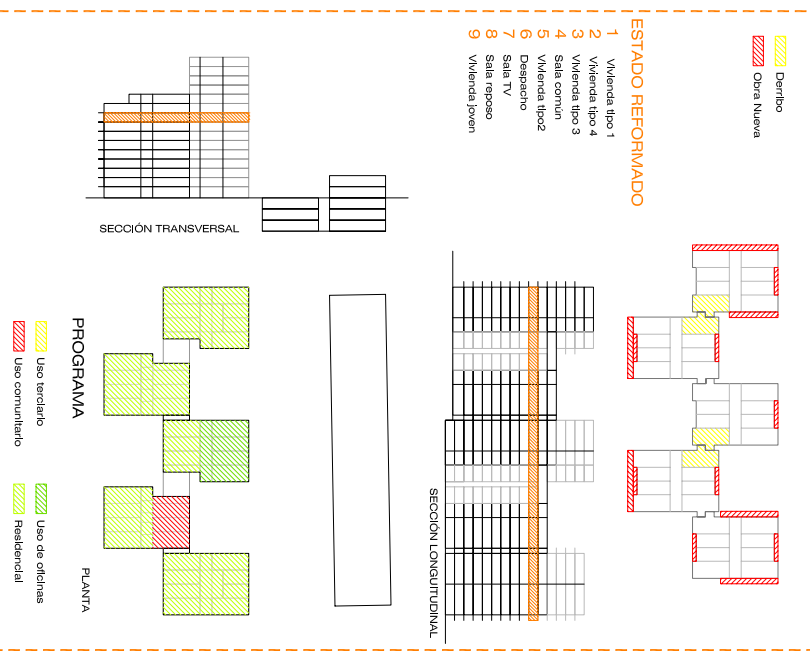 Derribo
Obra Nueva
ESTADO REFORMADO
1 Vivienda tipo 1
2 Vivienda tipo 4
3 Vivienda tipo 3
4 Sala común
5 Vivienda tipo2
6 Despacho
7 Sala TV
8 Sala reposo
9 Vivienda joven
SECCIÓN TRANSVERSAL
SECCIÓN LONGUITUDINAL
PROGRAMA
Uso terciario
Uso comunitario
Uso de oficinas
Residencial
PLANTA